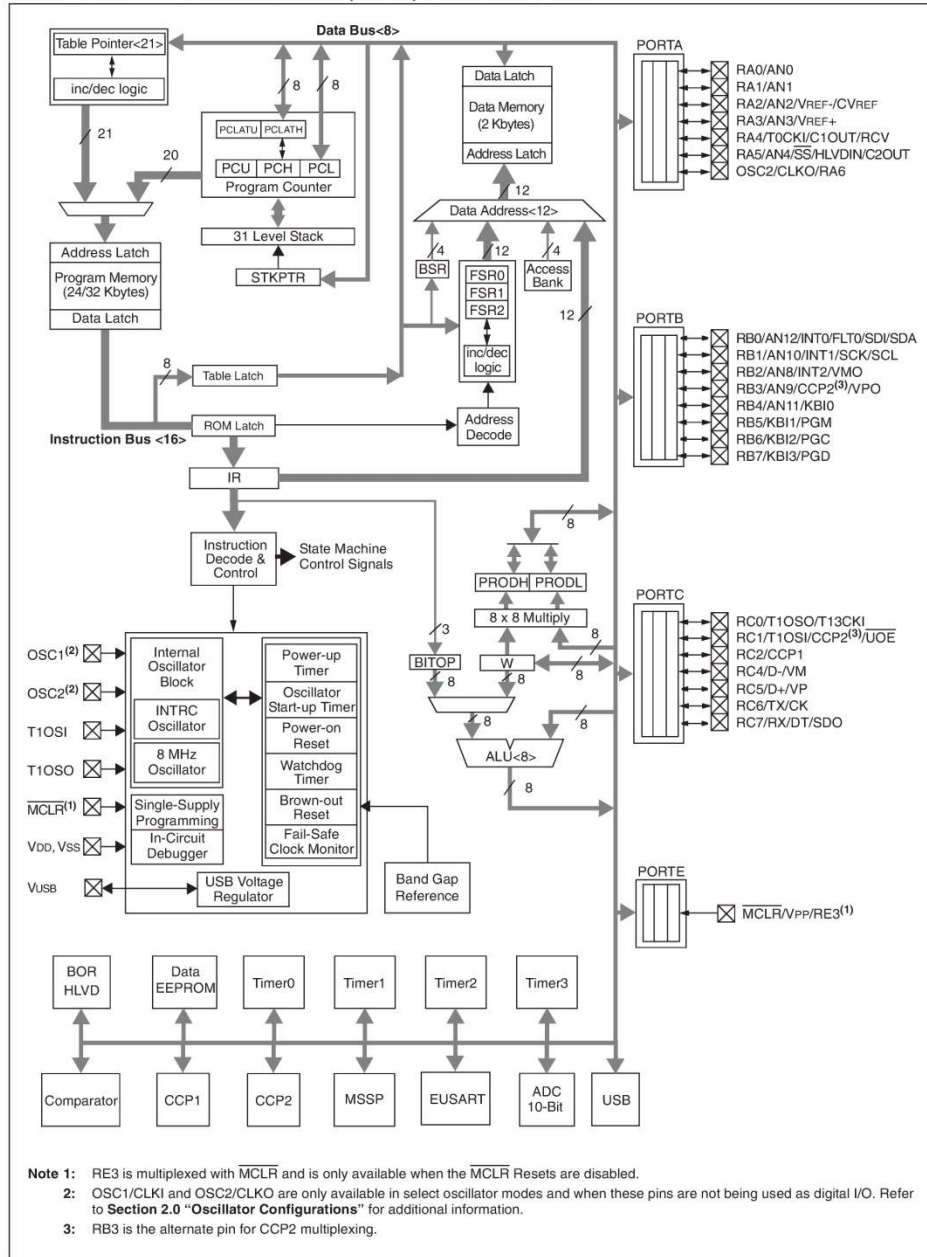 Data Bus<8>
Table Pointer<21>
inc/dec logic
21
20
8
8
PCLATU PCLATH
PCU PCH PCL
Program Counter
31 Level Stack
STKPTR
Address Latch
Program Memory
(24/32 Kbytes)
Data Latch
8
Table Latch
Instruction Bus <16>
ROM Latch
IR
Data Latch
Data Memory
(2 Kbytes)
Address Latch
12
Data Address<12>
4
12
4
BSR
FSR0
FSR1
FSR2
inc/dec
logic
Access
Bank
12
Address
Decode
Instruction
Decode &
Control
State Machine
Control Signals
8
PRODH PRODL
8 x 8 Multiply
3
8
BITOP
W
8
8
8
8
8
ALU<8>
8
OSC1(2)
OSC2(2)
T1OSI
T1OSO
MCLR(1)
VDD, VSS
VUSB
Internal
Oscillator
Block
INTRC
Oscillator
8 MHz
Oscillator
Single-Supply
Programming
In-Circuit
Debugger
USB Voltage
Regulator
Power-up
Timer
Oscillator
Start-up Timer
Power-on
Reset
Watchdog
Timer
Brown-out
Reset
Fail-Safe
Clock Monitor
Band Gap
Reference
PORTA
RA0/AN0
RA1/AN1
RA2/AN2/VREF-/CVREF
RA3/AN3/VREF+
RA4/T0CKI/C1OUT/RCV
RA5/AN4/SS/HLVDIN/C2OUT
OSC2/CLKO/RA6
PORTB
RB0/AN12/INT0/FLT0/SDI/SDA
RB1/AN10/INT1/SCK/SCL
RB2/AN8/INT2/VMO
RB3/AN9/CCP2(3)/VPO
RB4/AN11/KBI0
RB5/KBI1/PGM
RB6/KBI2/PGC
RB7/KBI3/PGD
PORTC
RC0/T1OSO/T13CKI
RC1/T1OSI/CCP2(3)/UOE
RC2/CCP1
RC4/D-/VM
RC5/D+/VP
RC6/TX/CK
RC7/RX/DT/SDO
PORTE
MCLR/VPP/RE3(1)
BOR
HLVD
Data
EEPROM
Timer0
Timer1
Timer2
Timer3
Comparator
CCP1
CCP2
MSSP
EUSART
ADC
10-Bit
USB
Note 1: RE3 is multiplexed with MCLR and is only available when the MCLR Resets are disabled.
2: OSC1/CLKI and OSC2/CLKO are only available in select oscillator modes and when these pins are not being used as digital I/O. Refer
to Section 2.0 “Oscillator Configurations” for additional information.
3: RB3 is the alternate pin for CCP2 multiplexing.